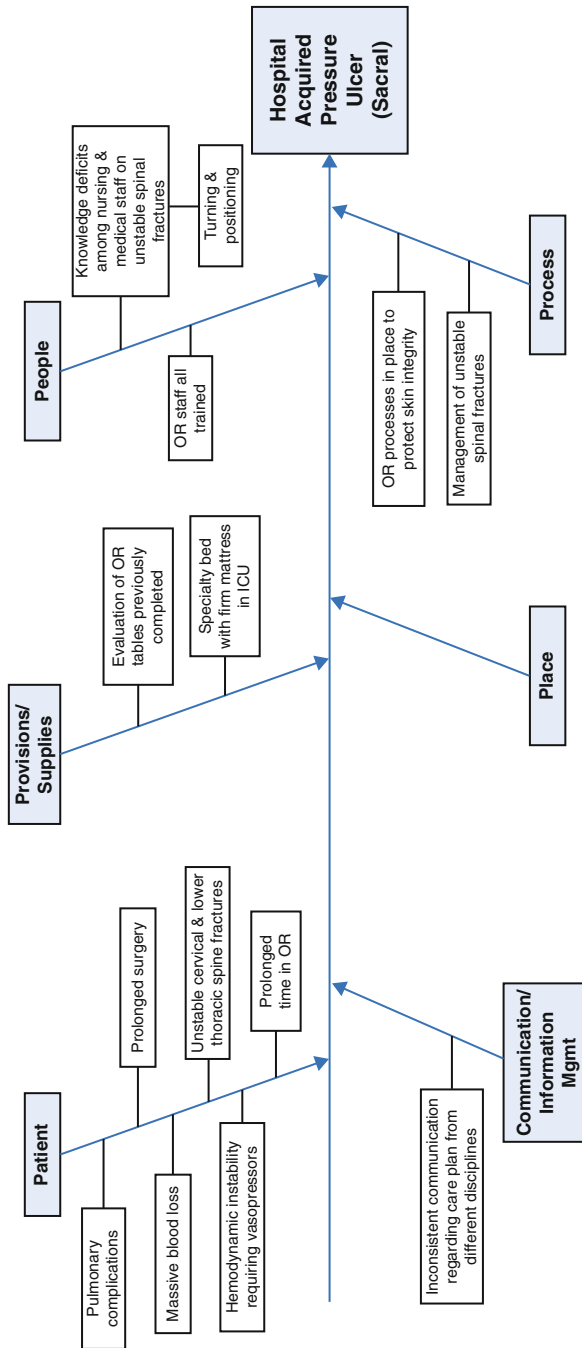 Patient
Pulmonary
complications
Prolonged surgery
Massive blood loss
Unstable cervical & lower
thoracic spine fractures
Hemodynamic instability
requiring vasopressors
Prolonged
time in OR
Provisions/
Supplies
Evaluation of OR
tables previously
completed
Specialty bed
with firm mattress
in ICU
People
Knowledge deficits
among nursing &
medical staff on
unstable spinal
fractures
Turning &
positioning
OR staff all
trained
Hospital
Acquired
Pressure
Ulcer
(Sacral)
Inconsistent communication
regarding care plan from
different disciplines
Communication/
Information
Mgmt
Place
OR processes in place to
protect skin integrity
Management of unstable
spinal fractures
Process